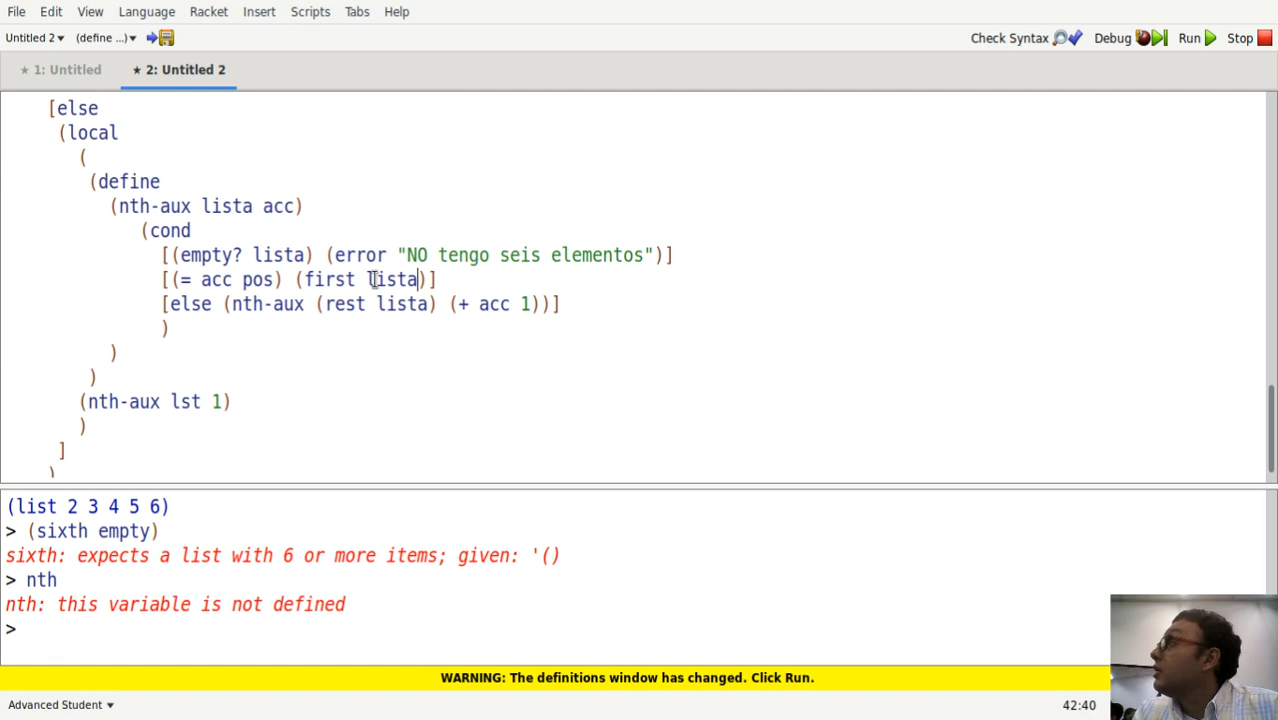 File Edit View Language Racket Insert Scripts Tabs Help
Untitled 2 (define ...) Check Syntax Debug Run Stop
1: Untitled 2: Untitled 2
[else
(local
(
(define
(nth-aux lista acc)
(cond
[(empty? lista) (error "NO tengo seis elementos")]
[(= acc pos) (first lista)]
[else (nth-aux (rest lista) (+ acc 1))]
)
)
)
(nth-aux lst 1)
)
]
)
(list 2 3 4 5 6)
> (sixth empty)
sixth: expects a list with 6 or more items; given: '()
> nth
nth: this variable is not defined
>
WARNING: The definitions window has changed. Click Run.
Advanced Student 42:40